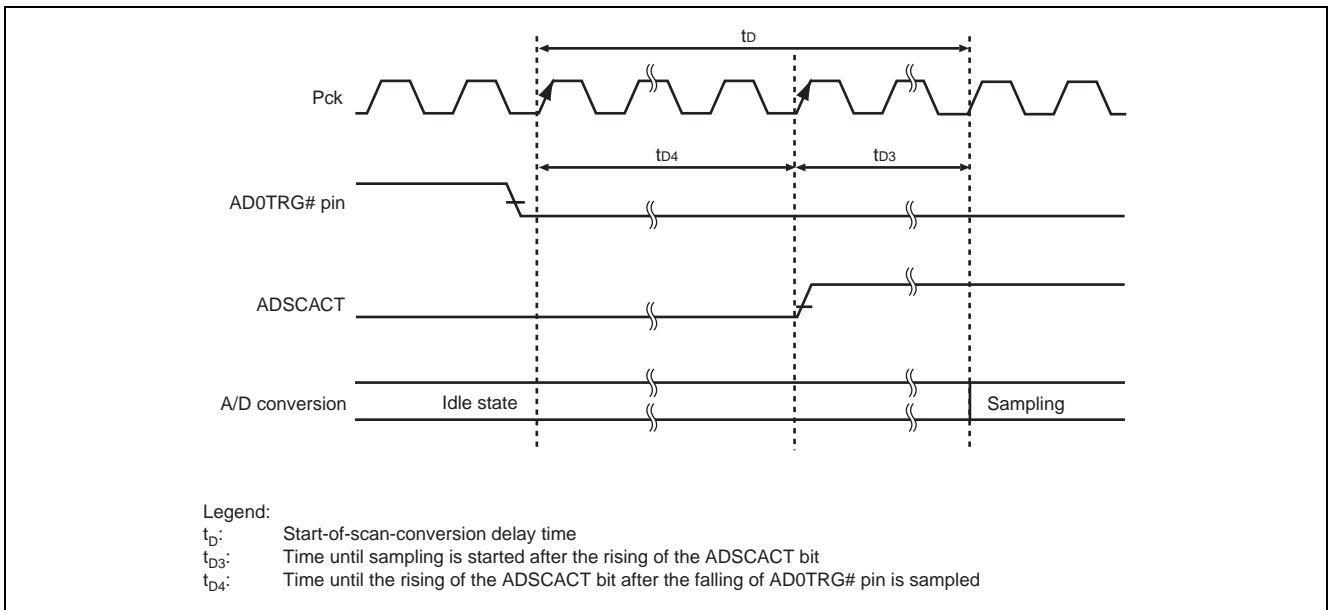 tD
Pck
tD4
tD3
AD0TRG# pin
ADSCACT
A/D conversion
Idle state
Sampling
Legend:
tD: Start-of-scan-conversion delay time
tD3: Time until sampling is started after the rising of the ADSCACT bit
tD4: Time until the rising of the ADSCACT bit after the falling of AD0TRG# pin is sampled